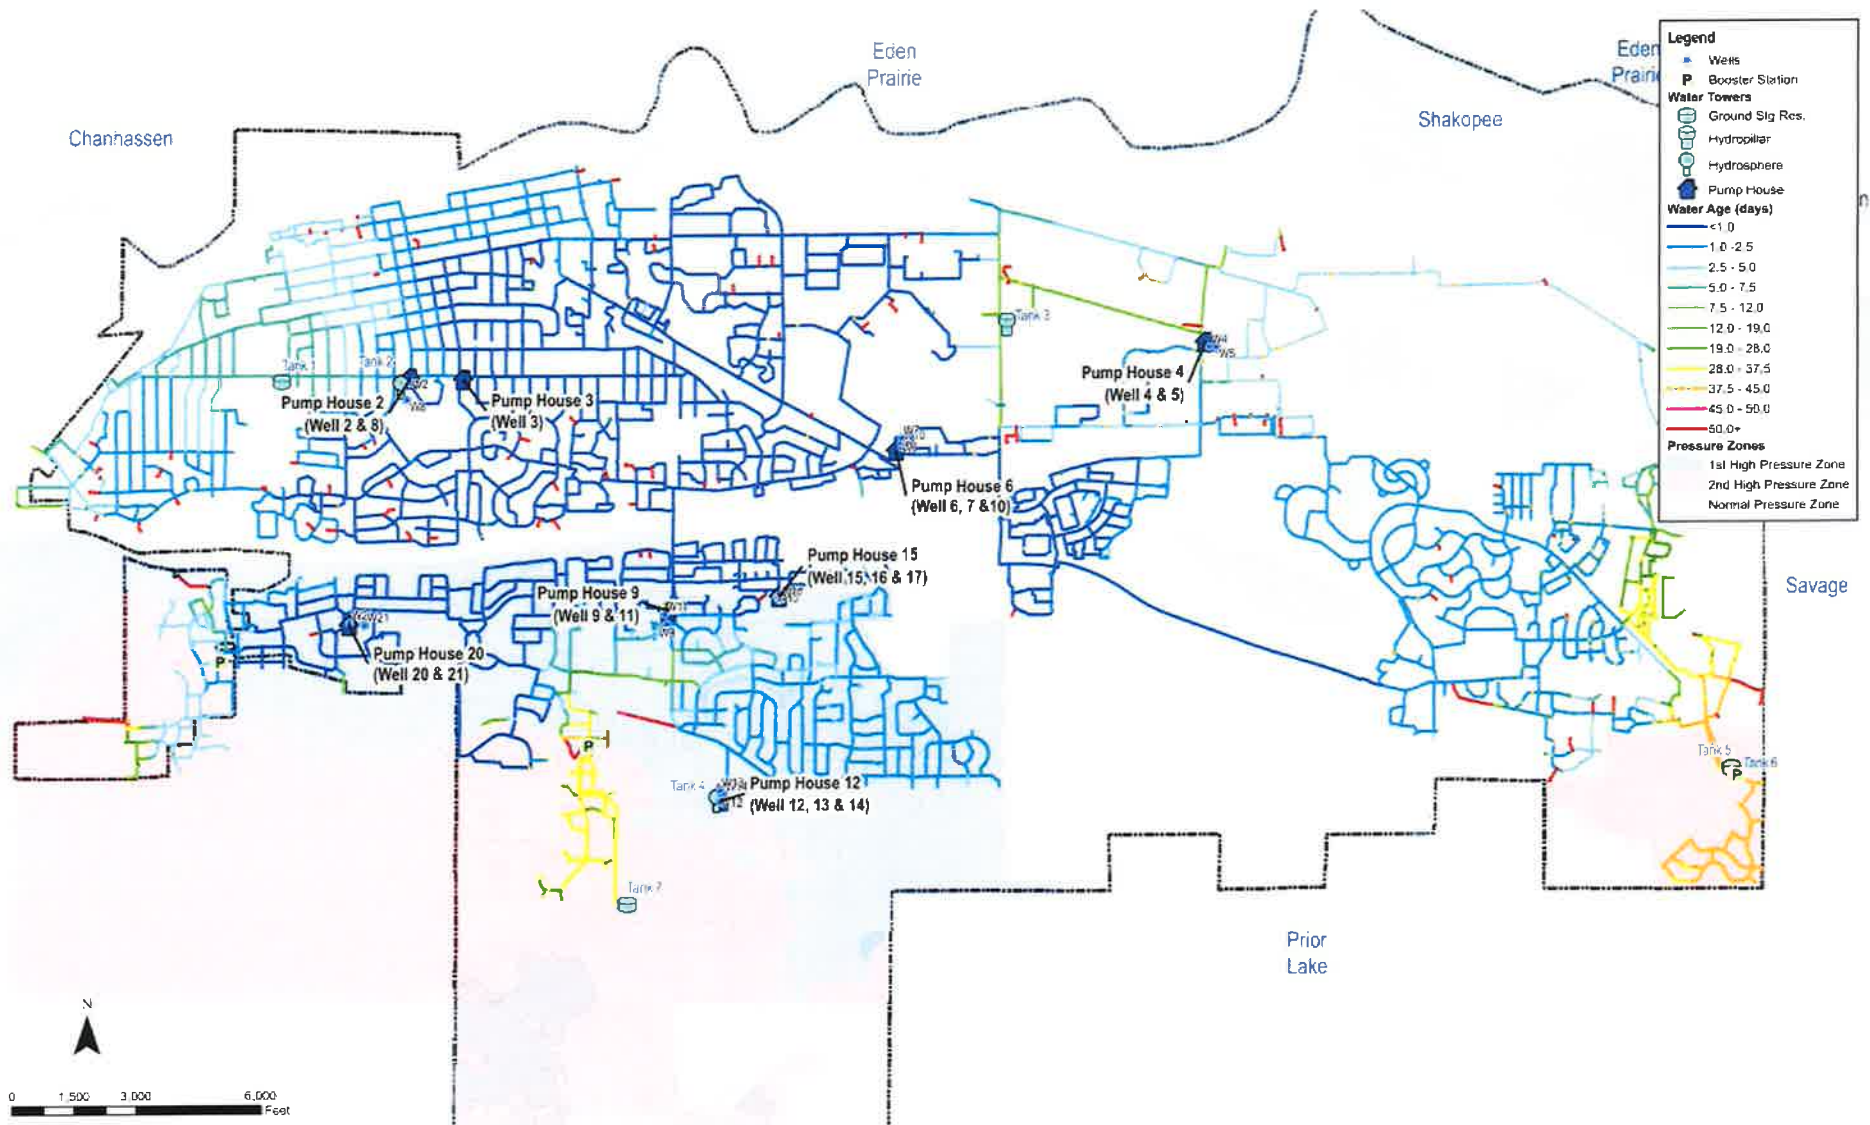 Eden
Prairie
Chanhassen
Shakopee
Eden
Legend
Wells
P Booster Station
Water Towers
Ground Stg Res.
Hydropillar
Hydrosphere
Pump House
Water Age (days)
<1.0
1.0 - 2.5
2.5 - 5.0
5.0 - 7.5
7.5 - 12.0
12.0 - 19.0
19.0 - 28.0
28.0 - 37.5
37.5 - 45.0
45.0 - 50.0
50.0+
Pressure Zones
1st High Pressure Zone
2nd High Pressure Zone
Normal Pressure Zone
Tank 3
W4
W5
Tank 1
Tank 2
W2
W8
Pump House 2
(Well 2 & 8)
Pump House 3
(Well 3)
Pump House 4
(Well 4 & 5)
Pump House 6
(Well 6, 7 &10)
Pump House 15
(Well 15, 16 & 17)
Pump House 9
(Well 9 & 11)
W11
W9
W21
Pump House 20
(Well 20 & 21)
P
P
Savage
Tank 4
Pump House 12
(Well 12, 13 & 14)
Tank 5
Tank 6
P
Tank 7
Prior
Lake
N
0 1,500 3,000 6,000
Feet